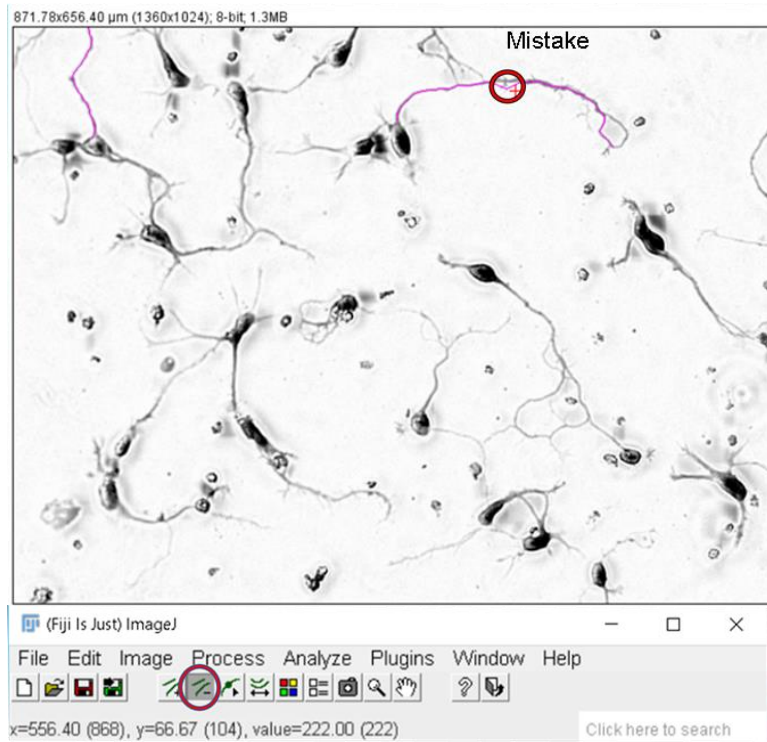 871.78x656.40 µm (1360x1024); 8-bit; 1.3MB
Mistake
(Fiji Is Just) ImageJ
File Edit Image Process Analyze Plugins Window Help
x=556.40 (868), y=66.67 (104), value=222.00 (222)
Click here to search